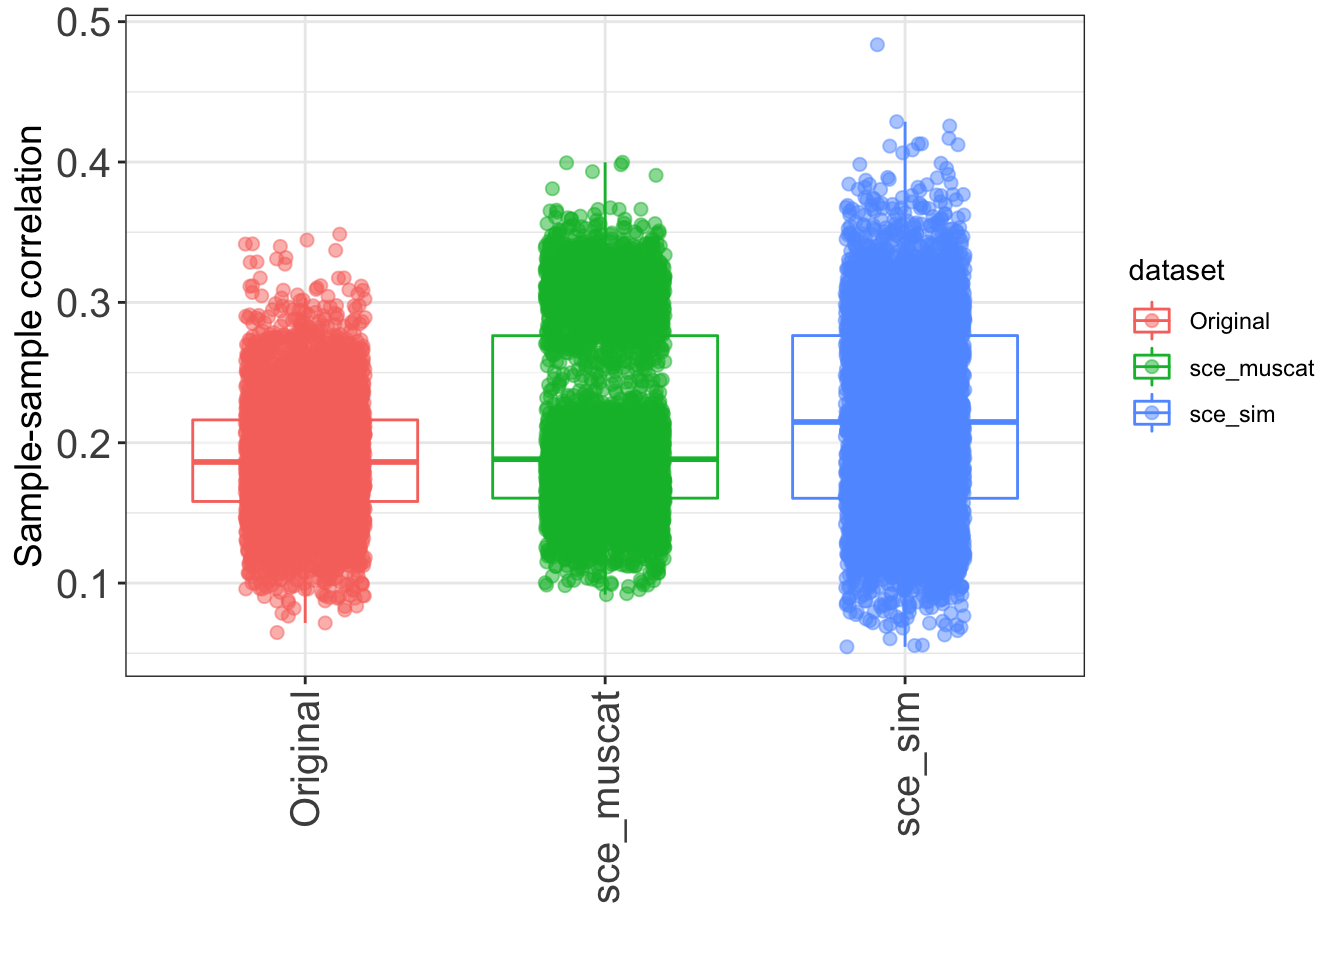 0.5
0.4
0.3
0.2
0.1
Sample-sample correlation
Original
sce_muscat
sce_sim
dataset
Original
sce_muscat
sce_sim